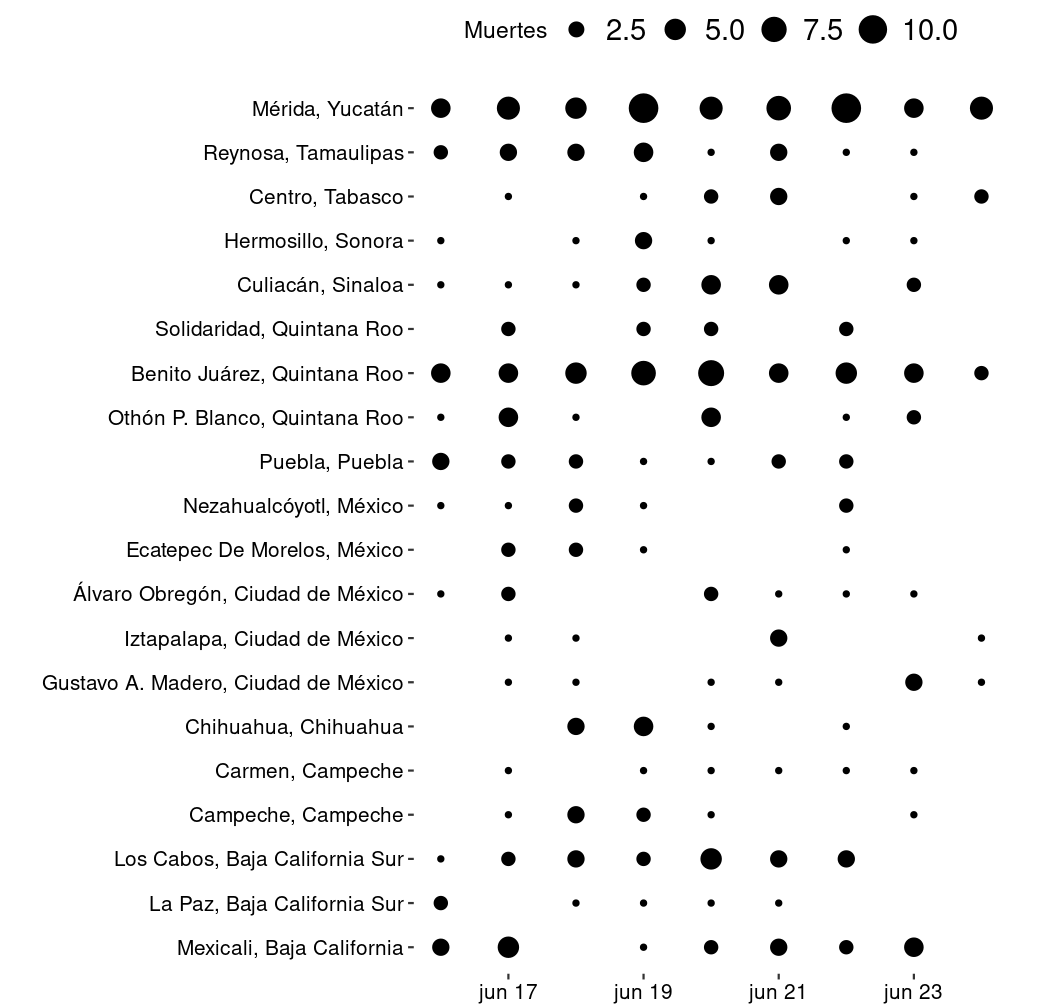 Muertes 2.5 5.0 7.5 10.0
Mérida, Yucatán
Reynosa, Tamaulipas
Centro, Tabasco
Hermosillo, Sonora
Culiacán, Sinaloa
Solidaridad, Quintana Roo
Benito Juárez, Quintana Roo
Othón P. Blanco, Quintana Roo
Puebla, Puebla
Nezahualcóyotl, México
Ecatepec De Morelos, México
Álvaro Obregón, Ciudad de México
Iztapalapa, Ciudad de México
Gustavo A. Madero, Ciudad de México
Chihuahua, Chihuahua
Carmen, Campeche
Campeche, Campeche
Los Cabos, Baja California Sur
La Paz, Baja California Sur
Mexicali, Baja California
jun 17 jun 19 jun 21 jun 23